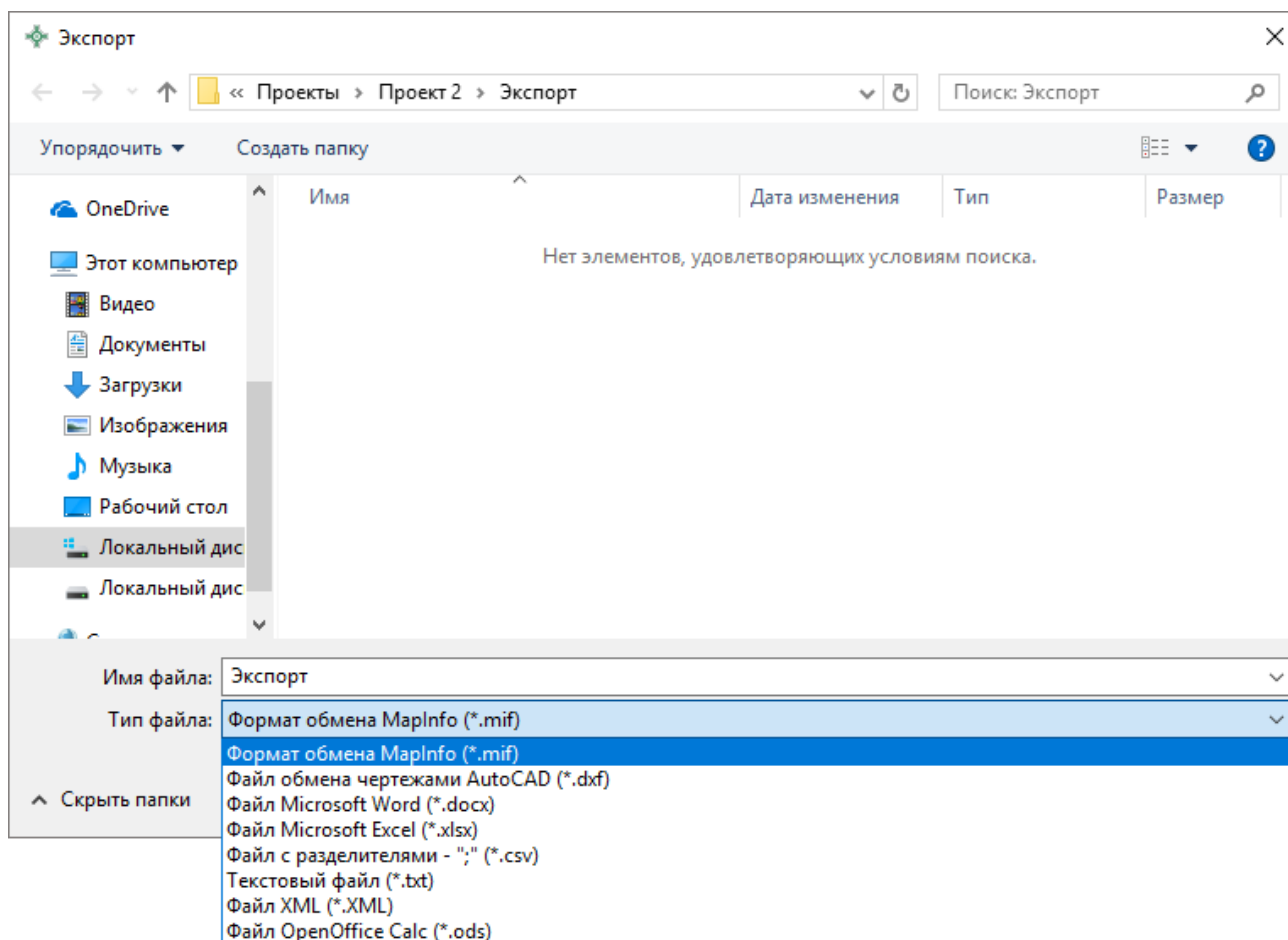 Экспорт
« Проекты > Проект 2 > Экспорт
Поиск: Экспорт
Упорядочить
Создать папку
?
Имя
Дата изменения
Тип
Размер
OneDrive
Этот компьютер
Видео
Документы
Загрузки
Изображения
Музыка
Рабочий стол
Локальный дис
Локальный дис
Нет элементов, удовлетворяющих условиям поиска.
Имя файла: Экспорт
Тип файла: Формат обмена MapInfo (*.mif)
Формат обмена MapInfo (*.mif)
Файл обмена чертежами AutoCAD (*.dxf)
Файл Microsoft Word (*.docx)
Файл Microsoft Excel (*.xlsx)
Файл с разделителями - ";" (*.csv)
Текстовый файл (*.txt)
Файл XML (*.XML)
Файл OpenOffice Calc (*.ods)
Скрыть папки